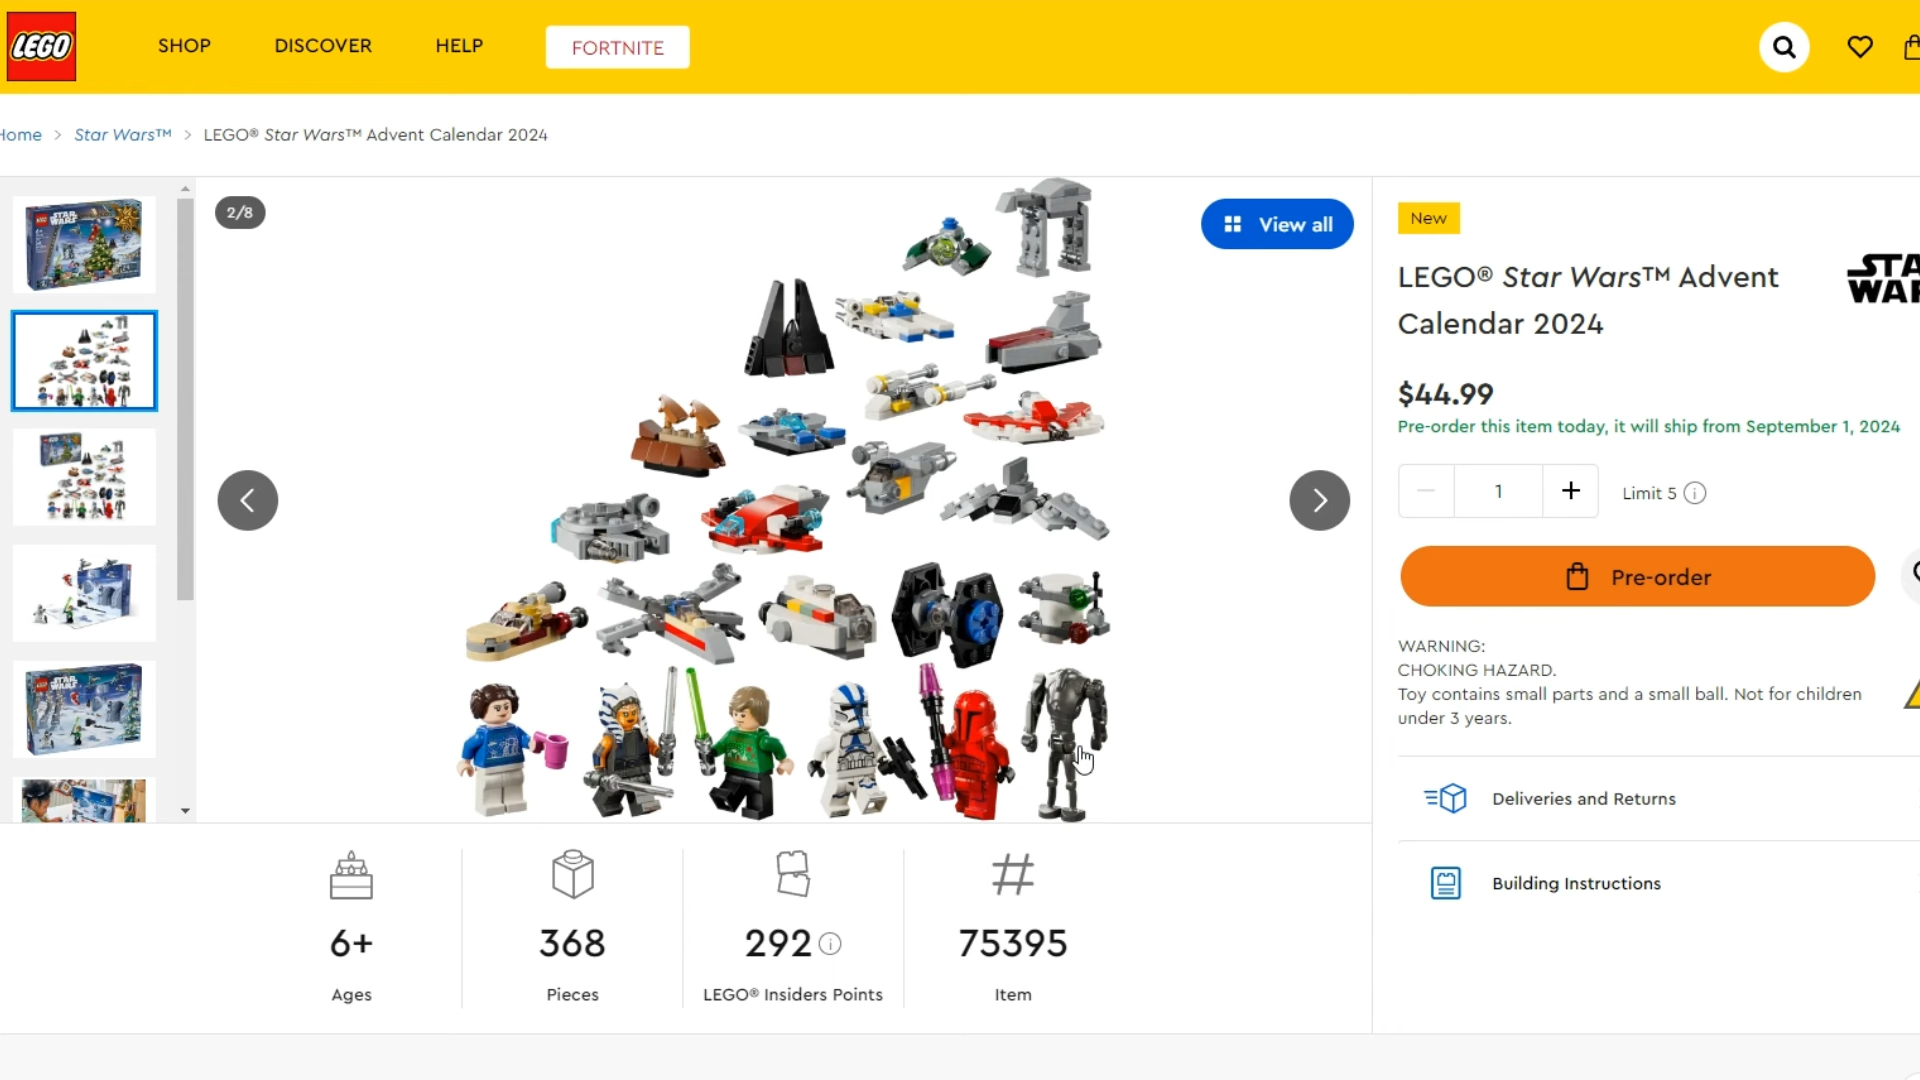 LEGO
SHOP
DISCOVER
HELP
FORTNITE
Home > Star Wars™ > LEGO® Star Wars™ Advent Calendar 2024
2/8
View all
New
LEGO® Star Wars™ Advent
Calendar 2024
STA
WAR
$44.99
Pre-order this item today, it will ship from September 1, 2024
1
Limit 5
Pre-order
WARNING:
CHOKING HAZARD.
Toy contains small parts and a small ball. Not for children
under 3 years.
Deliveries and Returns
Building Instructions
6+
Ages
368
Pieces
292
LEGO® Insiders Points
#
75395
Item